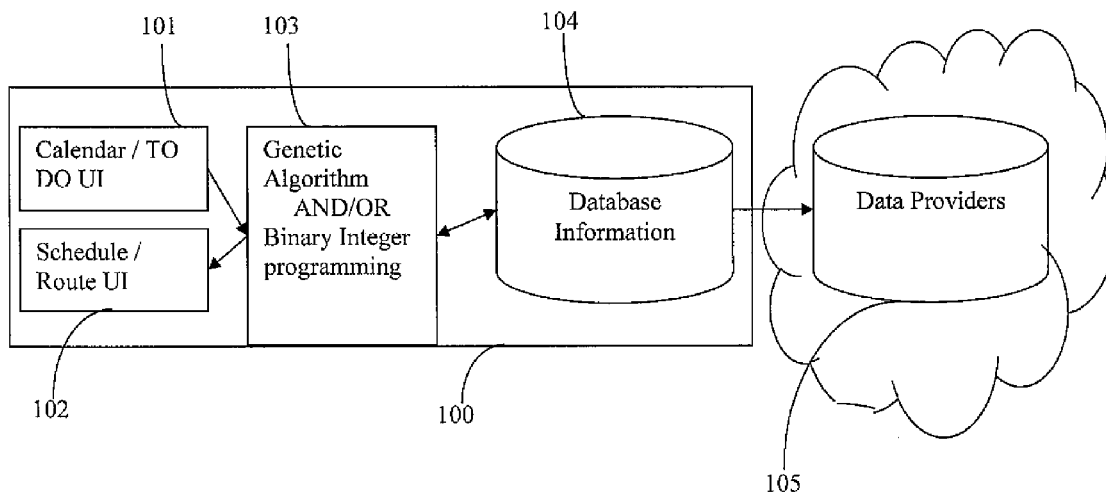 101
103
104
Calendar / TO
DO UI
Schedule /
Route UI
Genetic
Algorithm
AND/OR
Binary Integer
programming
Database
Information
Data Providers
102
100
105